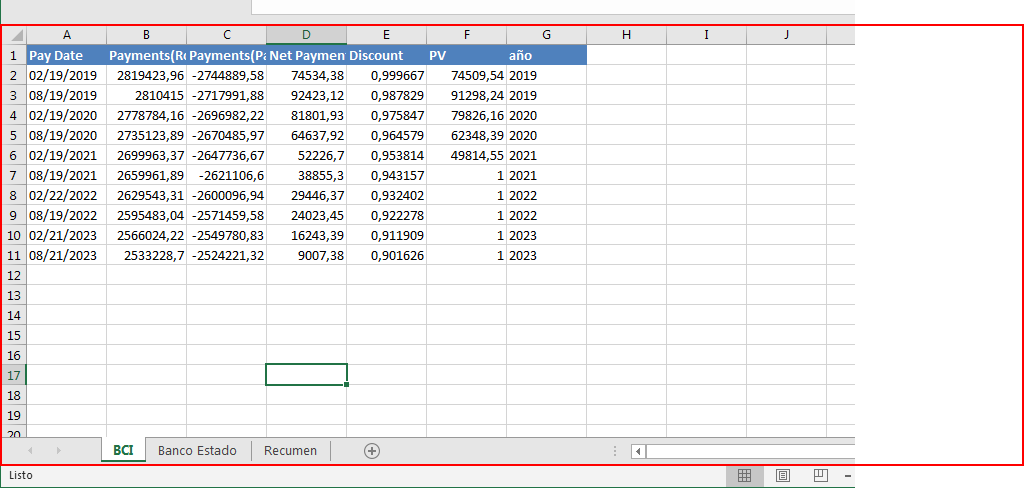 A B C D E F G H I J
1 Pay Date Payments(Re Payments(Pa Net Paymen Discount PV año
2 02/19/2019 2819423,96 -2744889,58 74534,38 0,999667 74509,54 2019
3 08/19/2019 2810415 -2717991,88 92423,12 0,987829 91298,24 2019
4 02/19/2020 2778784,16 -2696982,22 81801,93 0,975847 79826,16 2020
5 08/19/2020 2735123,89 -2670485,97 64637,92 0,964579 62348,39 2020
6 02/19/2021 2699963,37 -2647736,67 52226,7 0,953814 49814,55 2021
7 08/19/2021 2659961,89 -2621106,6 38855,3 0,943157 1 2021
8 02/22/2022 2629543,31 -2600096,94 29446,37 0,932402 1 2022
9 08/19/2022 2595483,04 -2571459,58 24023,45 0,922278 1 2022
10 02/21/2023 2566024,22 -2549780,83 16243,39 0,911909 1 2023
11 08/21/2023 2533228,7 -2524221,32 9007,38 0,901626 1 2023
12
13
14
15
16
17
18
19
20
BCI Banco Estado Recumen
Listo